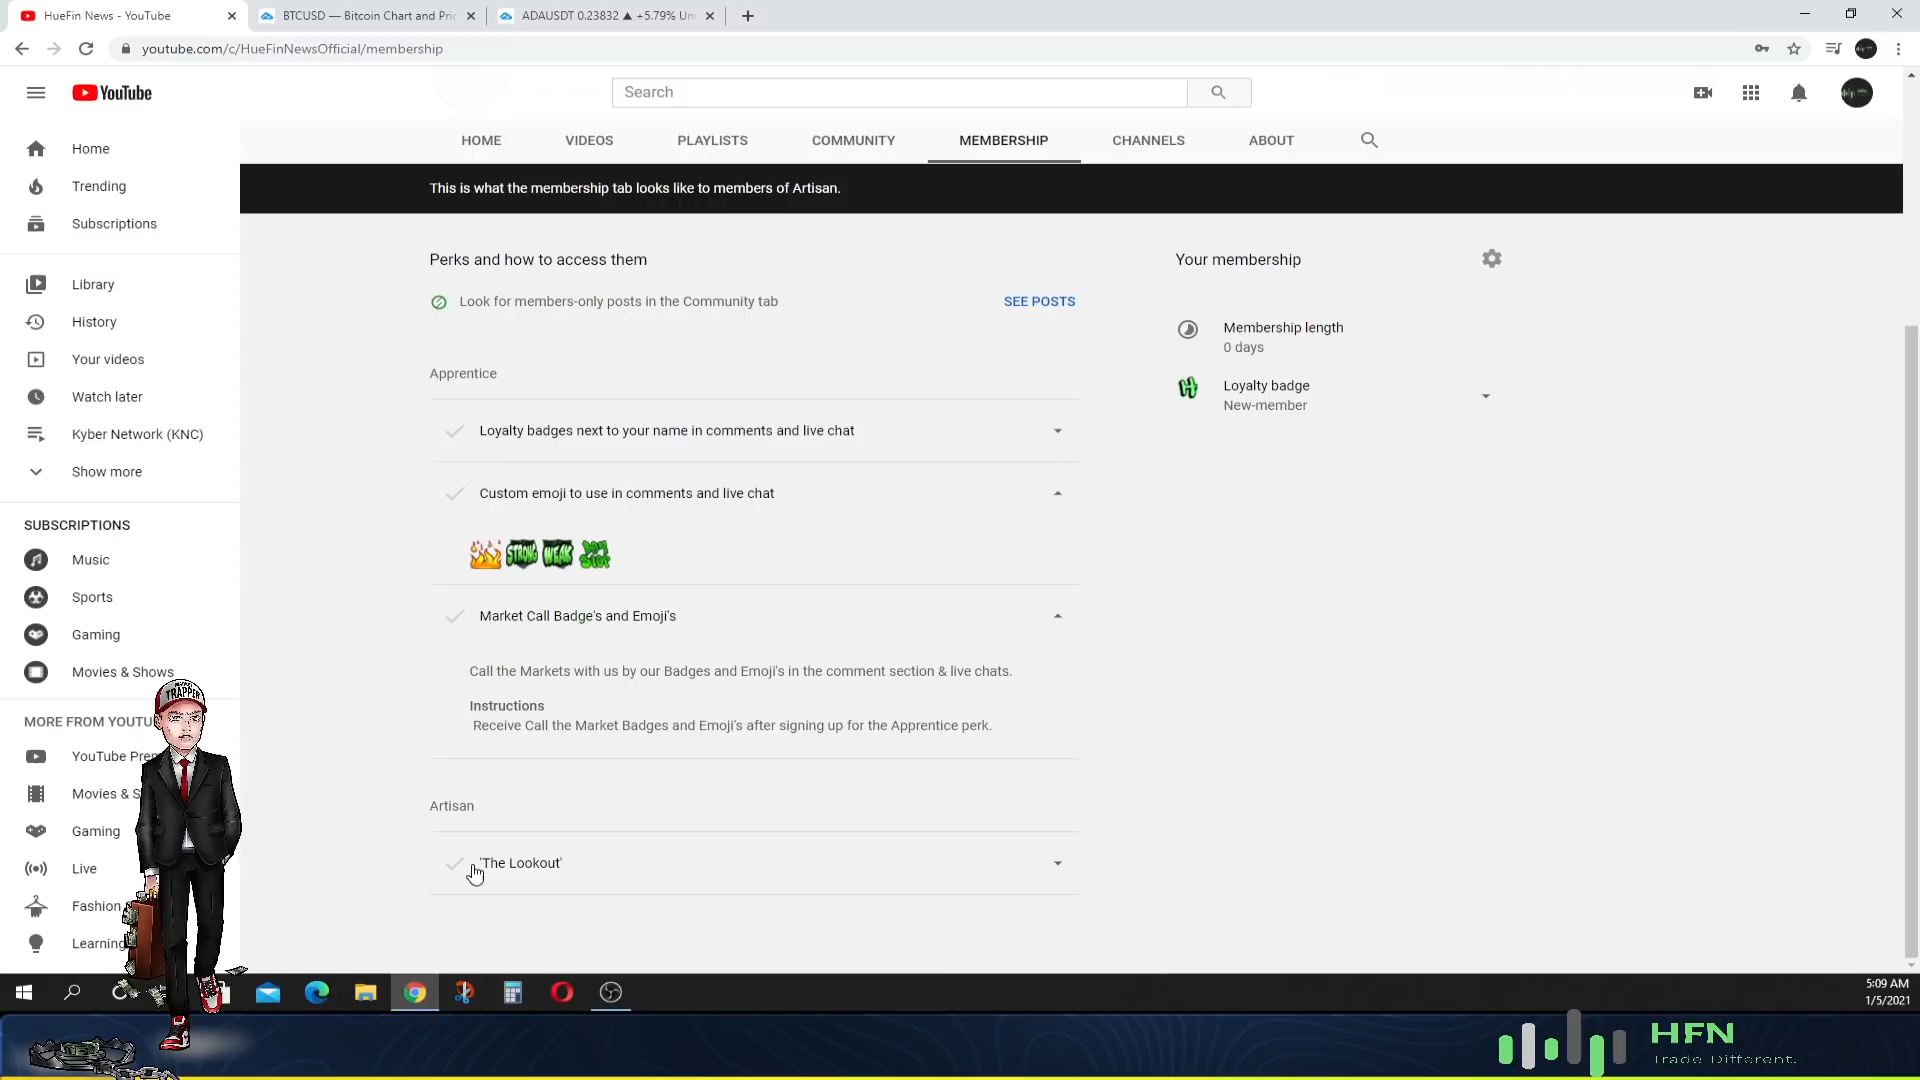 HueFin News - YouTube
BTCUSD — Bitcoin Chart and Pric
ADAUSDT 0.23832 ▲ +5.79% Un
youtube.com/c/HueFinNewsOfficial/membership
YouTube
Search
HOME VIDEOS PLAYLISTS COMMUNITY MEMBERSHIP CHANNELS ABOUT
This is what the membership tab looks like to members of Artisan.
Home
Trending
Subscriptions
Library
History
Your videos
Watch later
Kyber Network (KNC)
Show more
SUBSCRIPTIONS
Music
Sports
Gaming
Movies & Shows
MORE FROM YOUTU
YouTube Prem
Movies & S
Gaming
Live
Fashion
Learning
TRAPPER
Perks and how to access them
Look for members-only posts in the Community tab
SEE POSTS
Apprentice
Loyalty badges next to your name in comments and live chat
Custom emoji to use in comments and live chat
STRONG WEAK
Market Call Badge's and Emoji's
Call the Markets with us by our Badges and Emoji's in the comment section & live chats.
Instructions
Receive Call the Market Badges and Emoji's after signing up for the Apprentice perk.
Artisan
'The Lookout'
Your membership
Membership length
0 days
Loyalty badge
New-member
5:09 AM
1/5/2021
HFN
Trade Different.